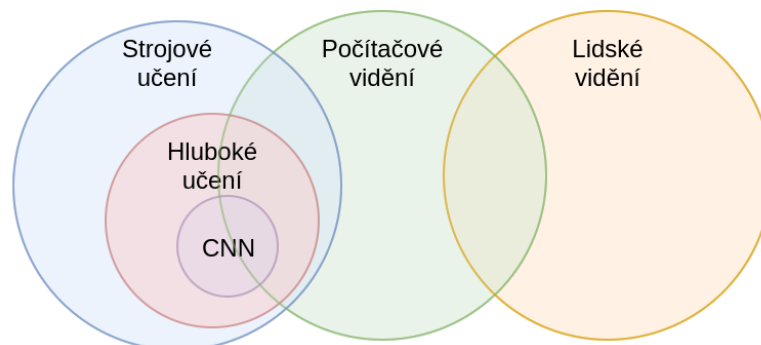 Strojové
učení
Počítačové
vidění
Lidské
vidění
Hluboké
učení
CNN